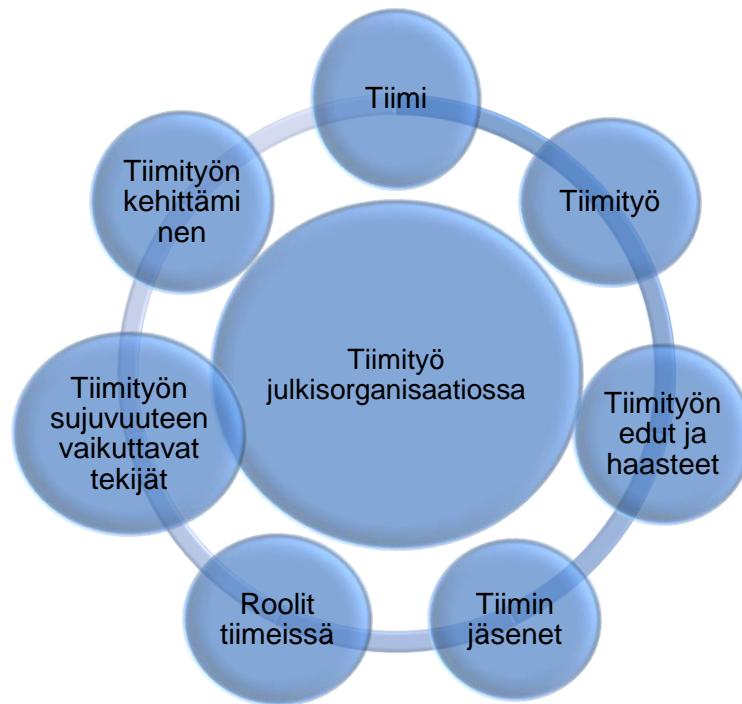 Tiimi
Tiimityö
Tiimityön
edut ja
haasteet
Tiimin
jäsenet
Roolit
tiimeissä
Tiimityön
sujuvuuteen
vaikuttavat
tekijät
Tiimityön
kehittämi
nen
Tiimityö
julkisorganisaatiossa